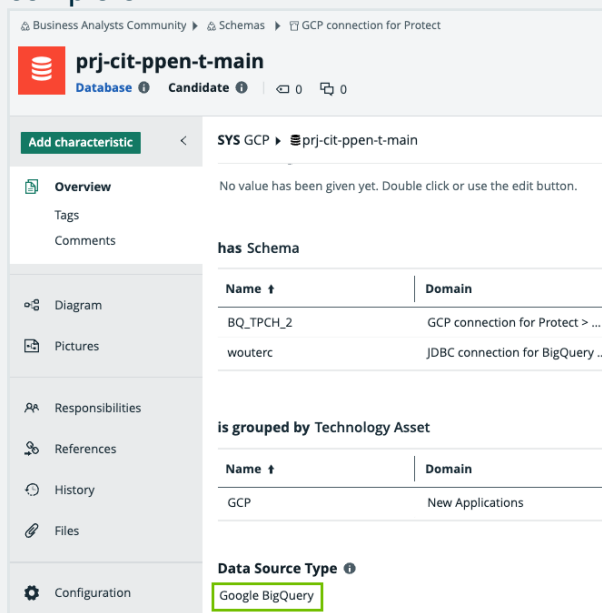 Business Analysts Community Schemas GCP connection for Protect
prj-cit-ppen-t-main
Database Candidate 0 0
Add characteristic
Overview
Tags
Comments
Diagram
Pictures
Responsibilities
References
History
Files
Configuration
SYS GCP prj-cit-ppen-t-main
No value has been given yet. Double click or use the edit button.
has Schema
Name Domain
BQ_TPCH_2 GCP connection for Protect > ...
wouterc JDBC connection for BigQuery ..
is grouped by Technology Asset
Name Domain
GCP New Applications
Data Source Type
Google BigQuery